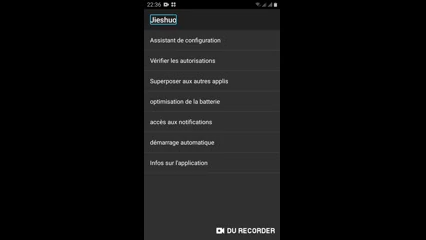 22:36
Jieshuo
Assistant de configuration
Vérifier les autorisations
Superposer aux autres applis
optimisation de la batterie
accès aux notifications
démarrage automatique
Infos sur l'application
DU RECORDER